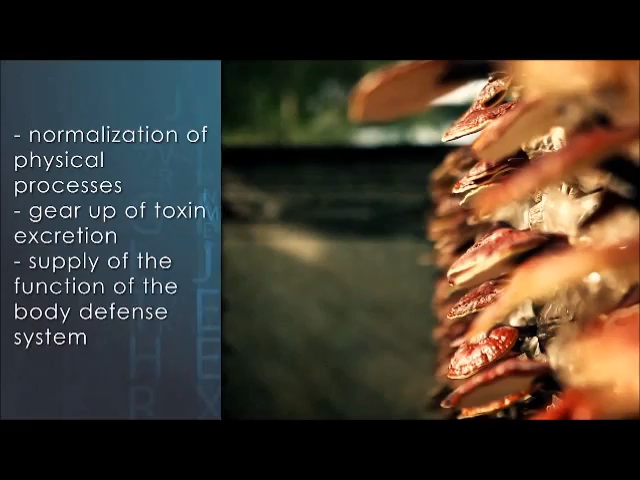 - normalization of
physical
processes
- gear up of toxin
excretion
- supply of the
function of the
body defense
system